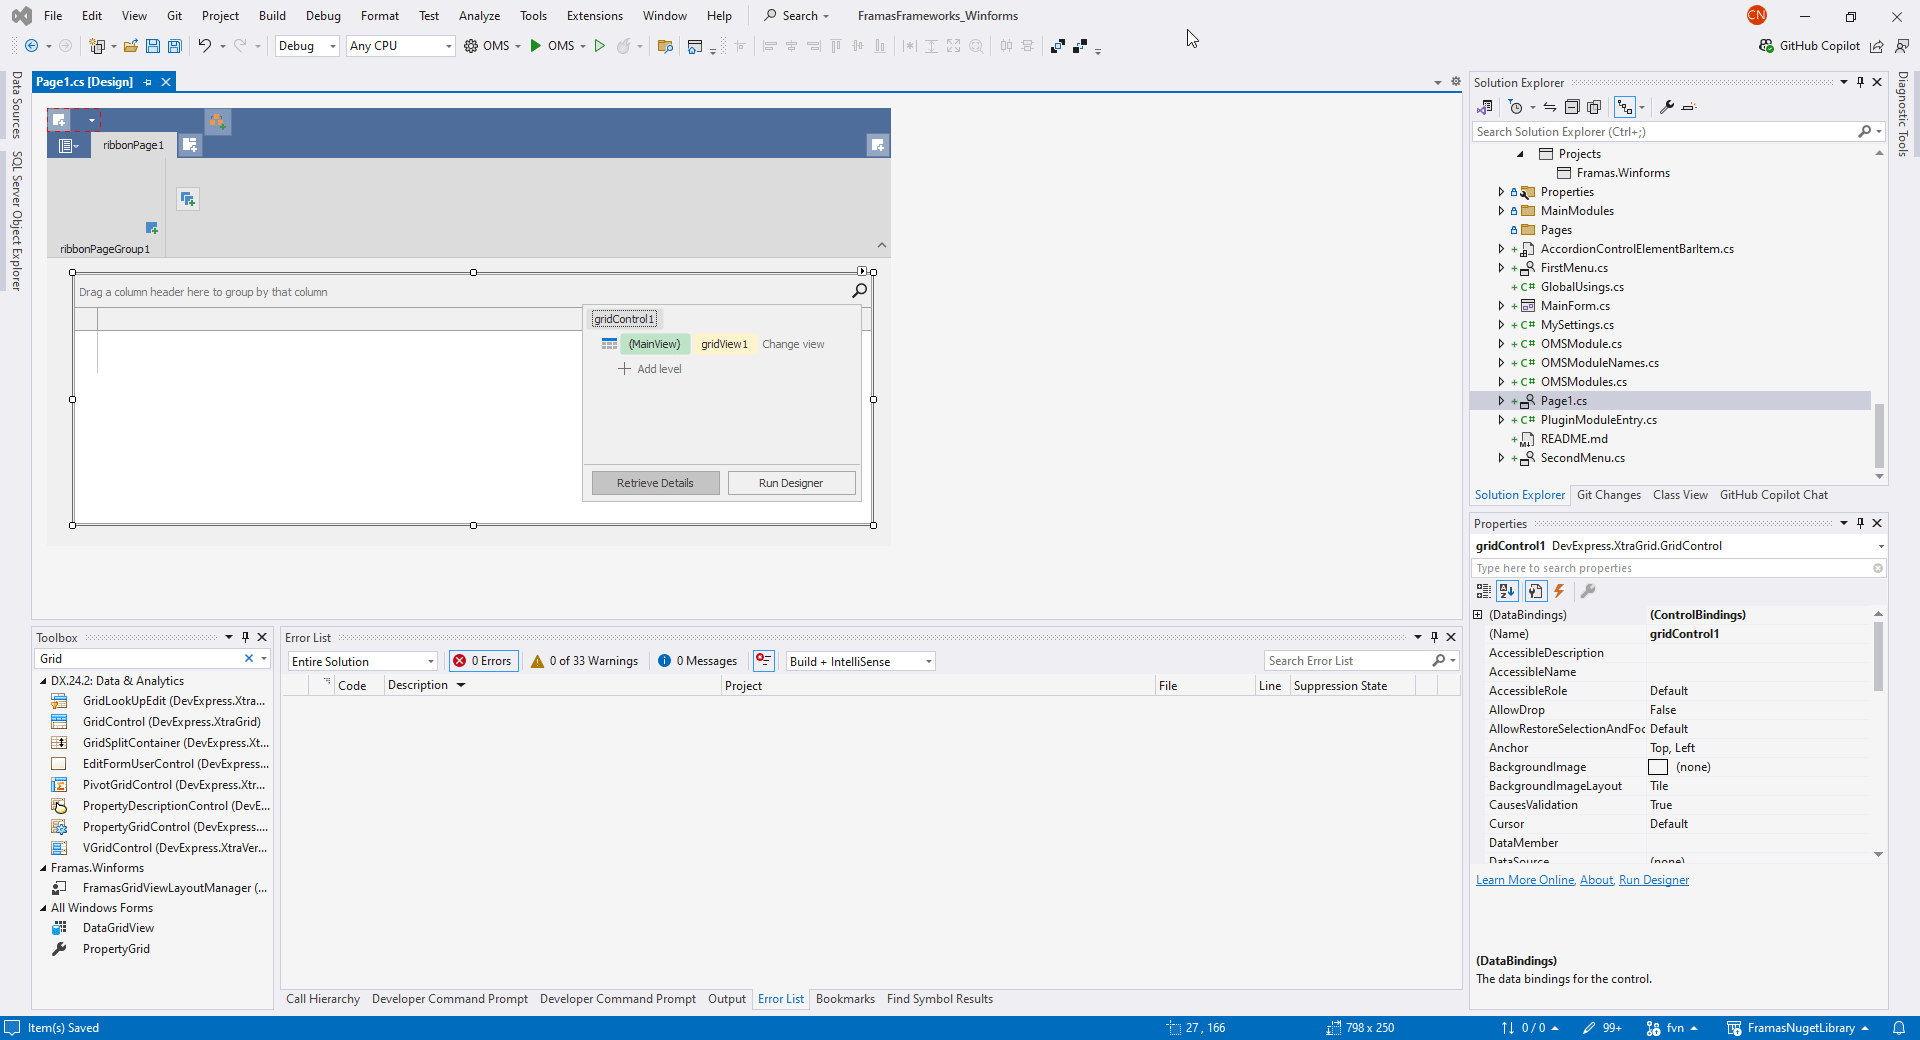 File Edit View Git Project Build Debug Format Test Analyze Tools Extensions Window Help Search FramasFrameworks_Winforms CN
Debug Any CPU OMS OMS GitHub Copilot
Data Sources
SQL Server Object Explorer
Page1.cs [Design]
ribbonPage1
ribbonPageGroup1
Drag a column header here to group by that column
gridControl1
(MainView) gridView1 Change view
Add level
Retrieve Details Run Designer
Solution Explorer
Search Solution Explorer (Ctrl+;)
Projects
Framas.Winforms
Properties
MainModules
Pages
AccordionControlElementBarItem.cs
FirstMenu.cs
C# GlobalUsings.cs
MainForm.cs
C# MySettings.cs
C# OMSModule.cs
C# OMSModuleNames.cs
C# OMSModules.cs
Page1.cs
C# PluginModuleEntry.cs
README.md
SecondMenu.cs
Solution Explorer Git Changes Class View GitHub Copilot Chat
Diagnostic Tools
Properties
gridControl1 DevExpress.XtraGrid.GridControl
Type here to search properties
(DataBindings) (ControlBindings)
(Name) gridControl1
AccessibleDescription
AccessibleName
AccessibleRole Default
AllowDrop False
AllowRestoreSelectionAndFoc Default
Anchor Top, Left
BackgroundImage (none)
BackgroundImageLayout Tile
CausesValidation True
Cursor Default
DataMember
DataSource (none)
Learn More Online, About, Run Designer
(DataBindings)
The data bindings for the control.
Toolbox
Grid
DX.24.2: Data & Analytics
GridLookUpEdit (DevExpress.Xtra...
GridControl (DevExpress.XtraGrid)
GridSplitContainer (DevExpress.Xt...
EditFormUserControl (DevExpress...
PivotGridControl (DevExpress.Xtr...
PropertyDescriptionControl (DevE...
PropertyGridControl (DevExpress....
VGridControl (DevExpress.XtraVer...
Framas.Winforms
FramasGridViewLayoutManager (...
All Windows Forms
DataGridView
PropertyGrid
Error List
Entire Solution 0 Errors 0 of 33 Warnings 0 Messages Build + IntelliSense Search Error List
Code Description Project File Line Suppression State
Call Hierarchy Developer Command Prompt Developer Command Prompt Output Error List Bookmarks Find Symbol Results
Item(s) Saved 27 , 166 798 x 250 0 / 0 99+ fvn FramasNugetLibrary